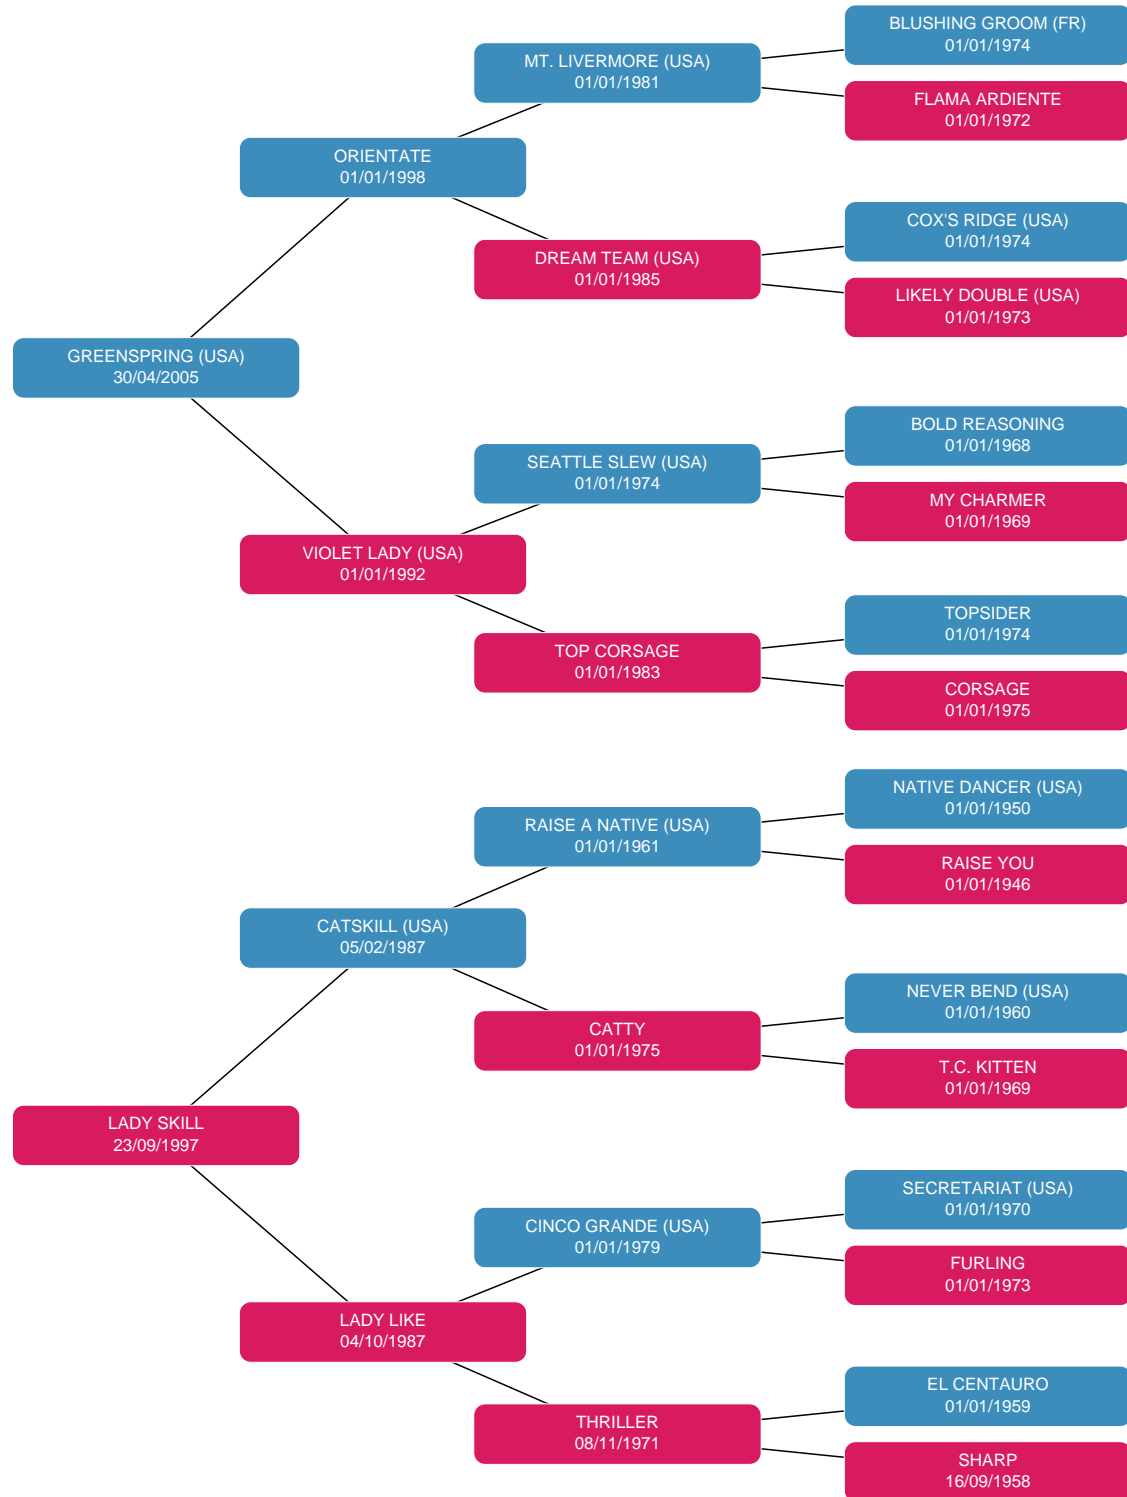 BLUSHING GROOM (FR)
01/01/1974
MT. LIVERMORE (USA)
01/01/1981
FLAMA ARDIENTE
01/01/1972
ORIENTATE
01/01/1998
COX'S RIDGE (USA)
01/01/1974
DREAM TEAM (USA)
01/01/1985
LIKELY DOUBLE (USA)
01/01/1973
GREENSPRING (USA)
30/04/2005
BOLD REASONING
01/01/1968
SEATTLE SLEW (USA)
01/01/1974
MY CHARMER
01/01/1969
VIOLET LADY (USA)
01/01/1992
TOPSIDER
01/01/1974
TOP CORSAGE
01/01/1983
CORSAGE
01/01/1975
NATIVE DANCER (USA)
01/01/1950
RAISE A NATIVE (USA)
01/01/1961
RAISE YOU
01/01/1946
CATSKILL (USA)
05/02/1987
NEVER BEND (USA)
01/01/1960
CATTY
01/01/1975
T.C. KITTEN
01/01/1969
LADY SKILL
23/09/1997
SECRETARIAT (USA)
01/01/1970
CINCO GRANDE (USA)
01/01/1979
FURLING
01/01/1973
LADY LIKE
04/10/1987
EL CENTAURO
01/01/1959
THRILLER
08/11/1971
SHARP
16/09/1958